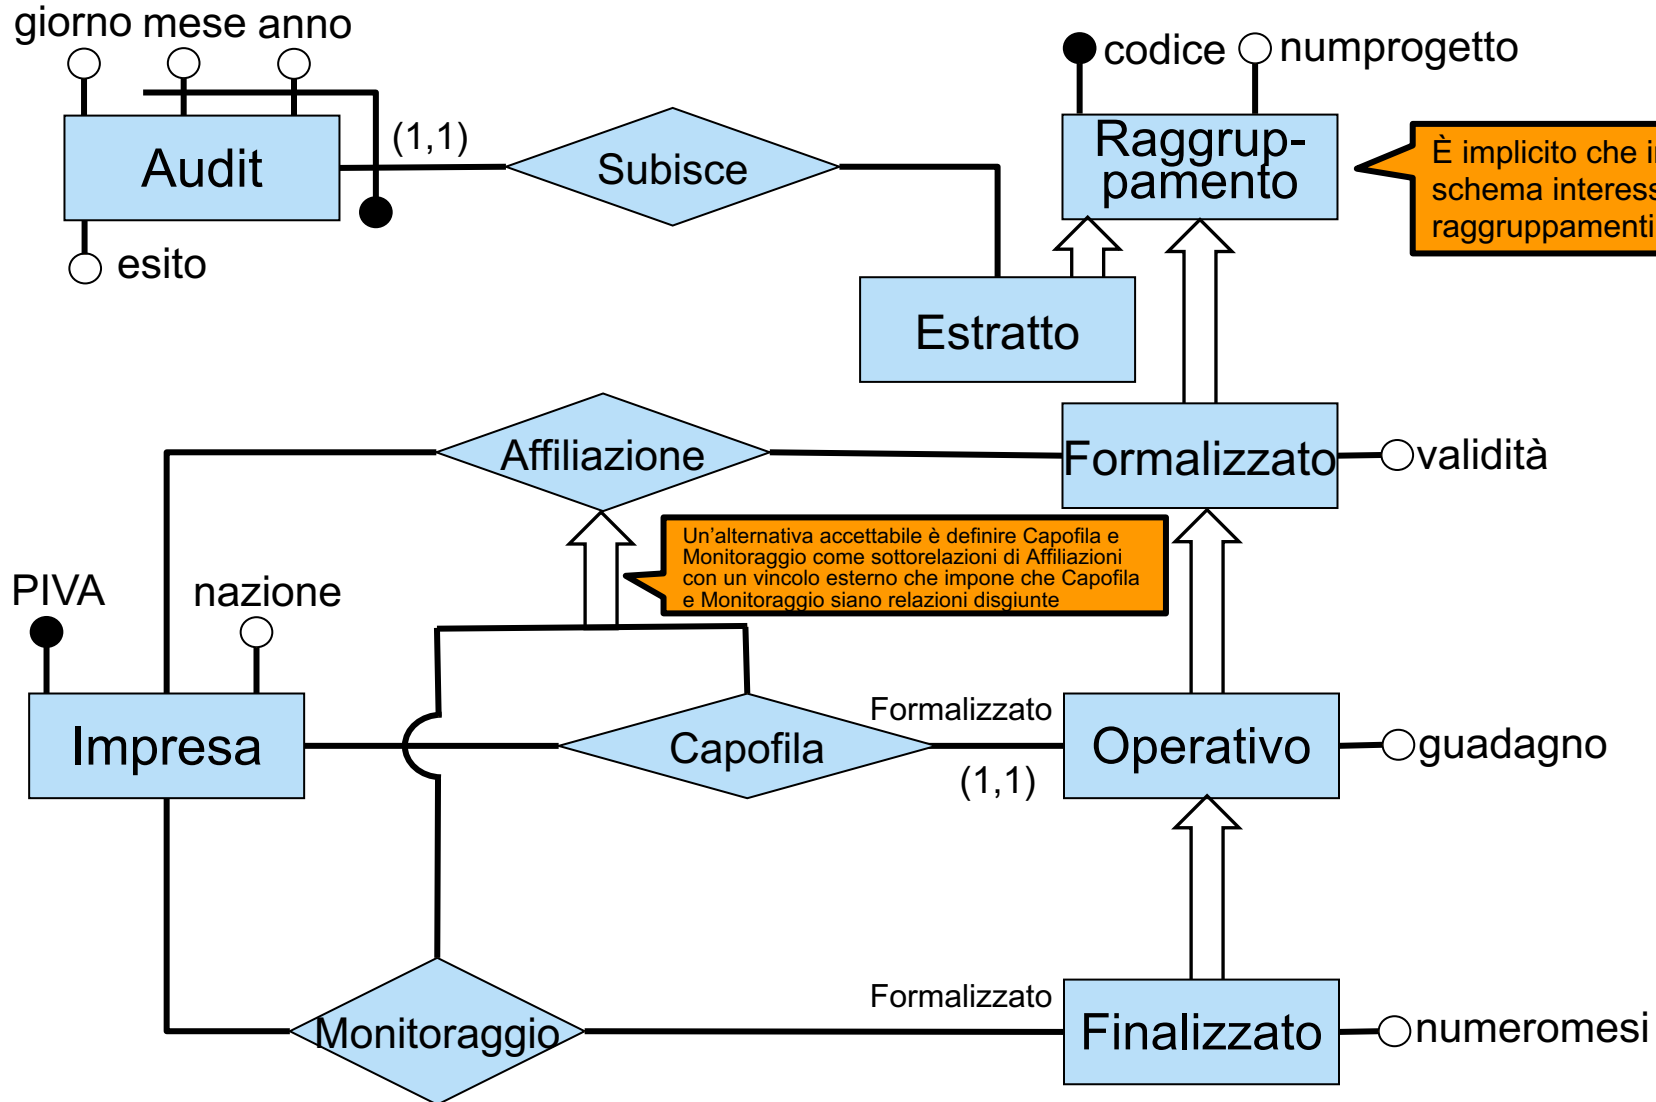 giorno mese anno
codice
numprogetto
Audit
(1,1)
Subisce
Raggrup-
pamento
È implicito che i
schema interess
raggruppamenti
esito
Estratto
Affiliazione
Formalizzato
validità
Un'alternativa accettabile è definire Capofila e
Monitoraggio come sottorelazioni di Affiliazioni
con un vincolo esterno che impone che Capofila
e Monitoraggio siano relazioni disgiunte
PIVA
nazione
Impresa
Capofila
Formalizzato
(1,1)
Operativo
guadagno
Monitoraggio
Formalizzato
Finalizzato
numeromesi